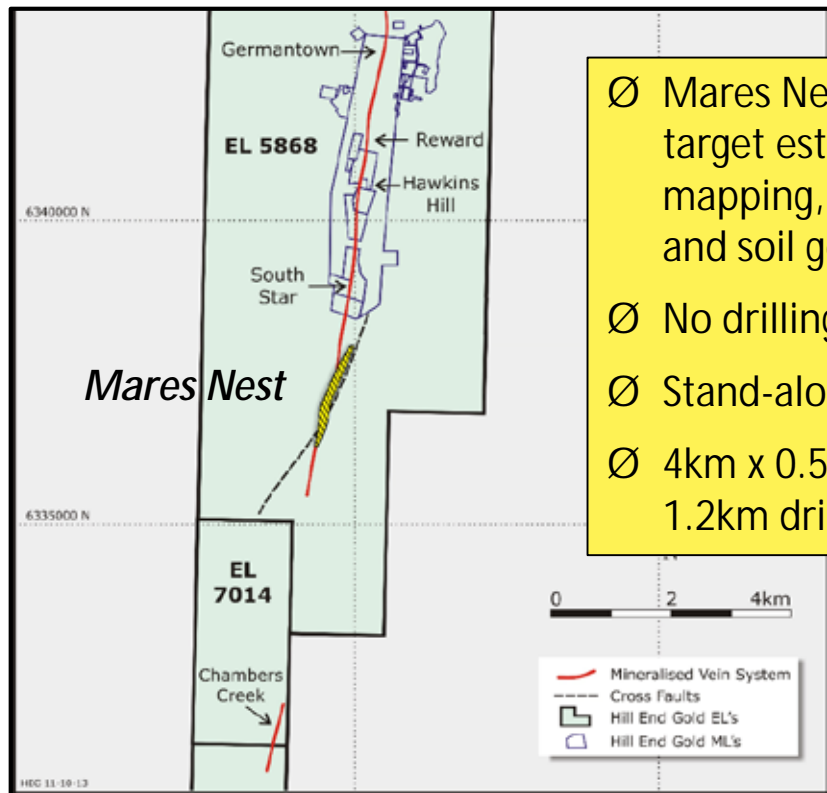 Germantown
EL 5868
Reward
Hawkins
Hill
6340000 N
South
Star
Mares Nest
6335000 N
EL
7014
Chambers
Creek
HEG 11-10-13
Ø Mares Ne
target est
mapping,
and soil g
Ø No drilling
Ø Stand-alo
Ø 4km x 0.5
1.2km dri
N
0 2 4km
Mineralised Vein System
Cross Faults
Hill End Gold EL's
Hill End Gold ML's